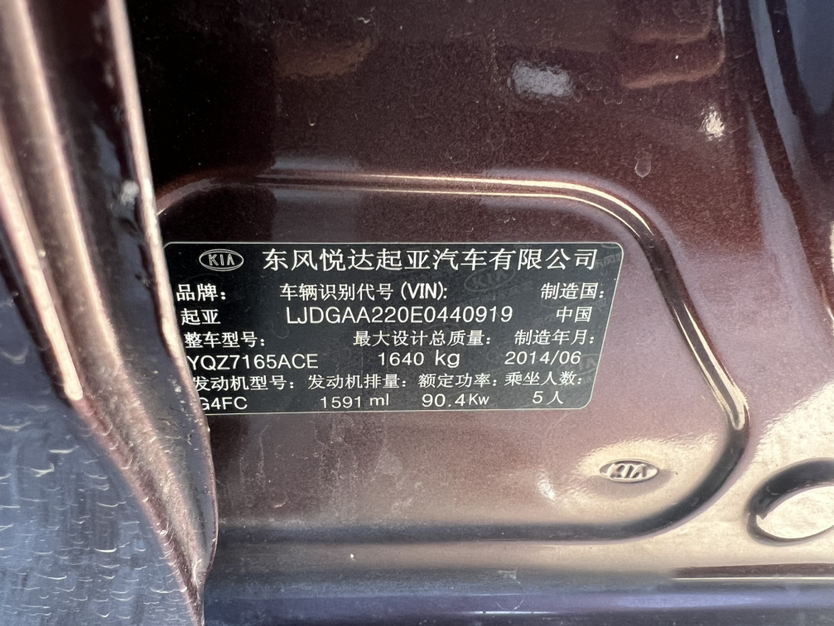 KIA 东风悦达起亚汽车有限公司
品牌: 车辆识别代号(VIN): 制造国:
起亚 LJDGAA220E0440919 中国
整车型号: 最大设计总质量: 制造年月:
YQZ7165ACE 1640 kg 2014/06
发动机型号: 发动机排量: 额定功率: 乘坐人数:
G4FC 1591 ml 90.4Kw 5人
KIA